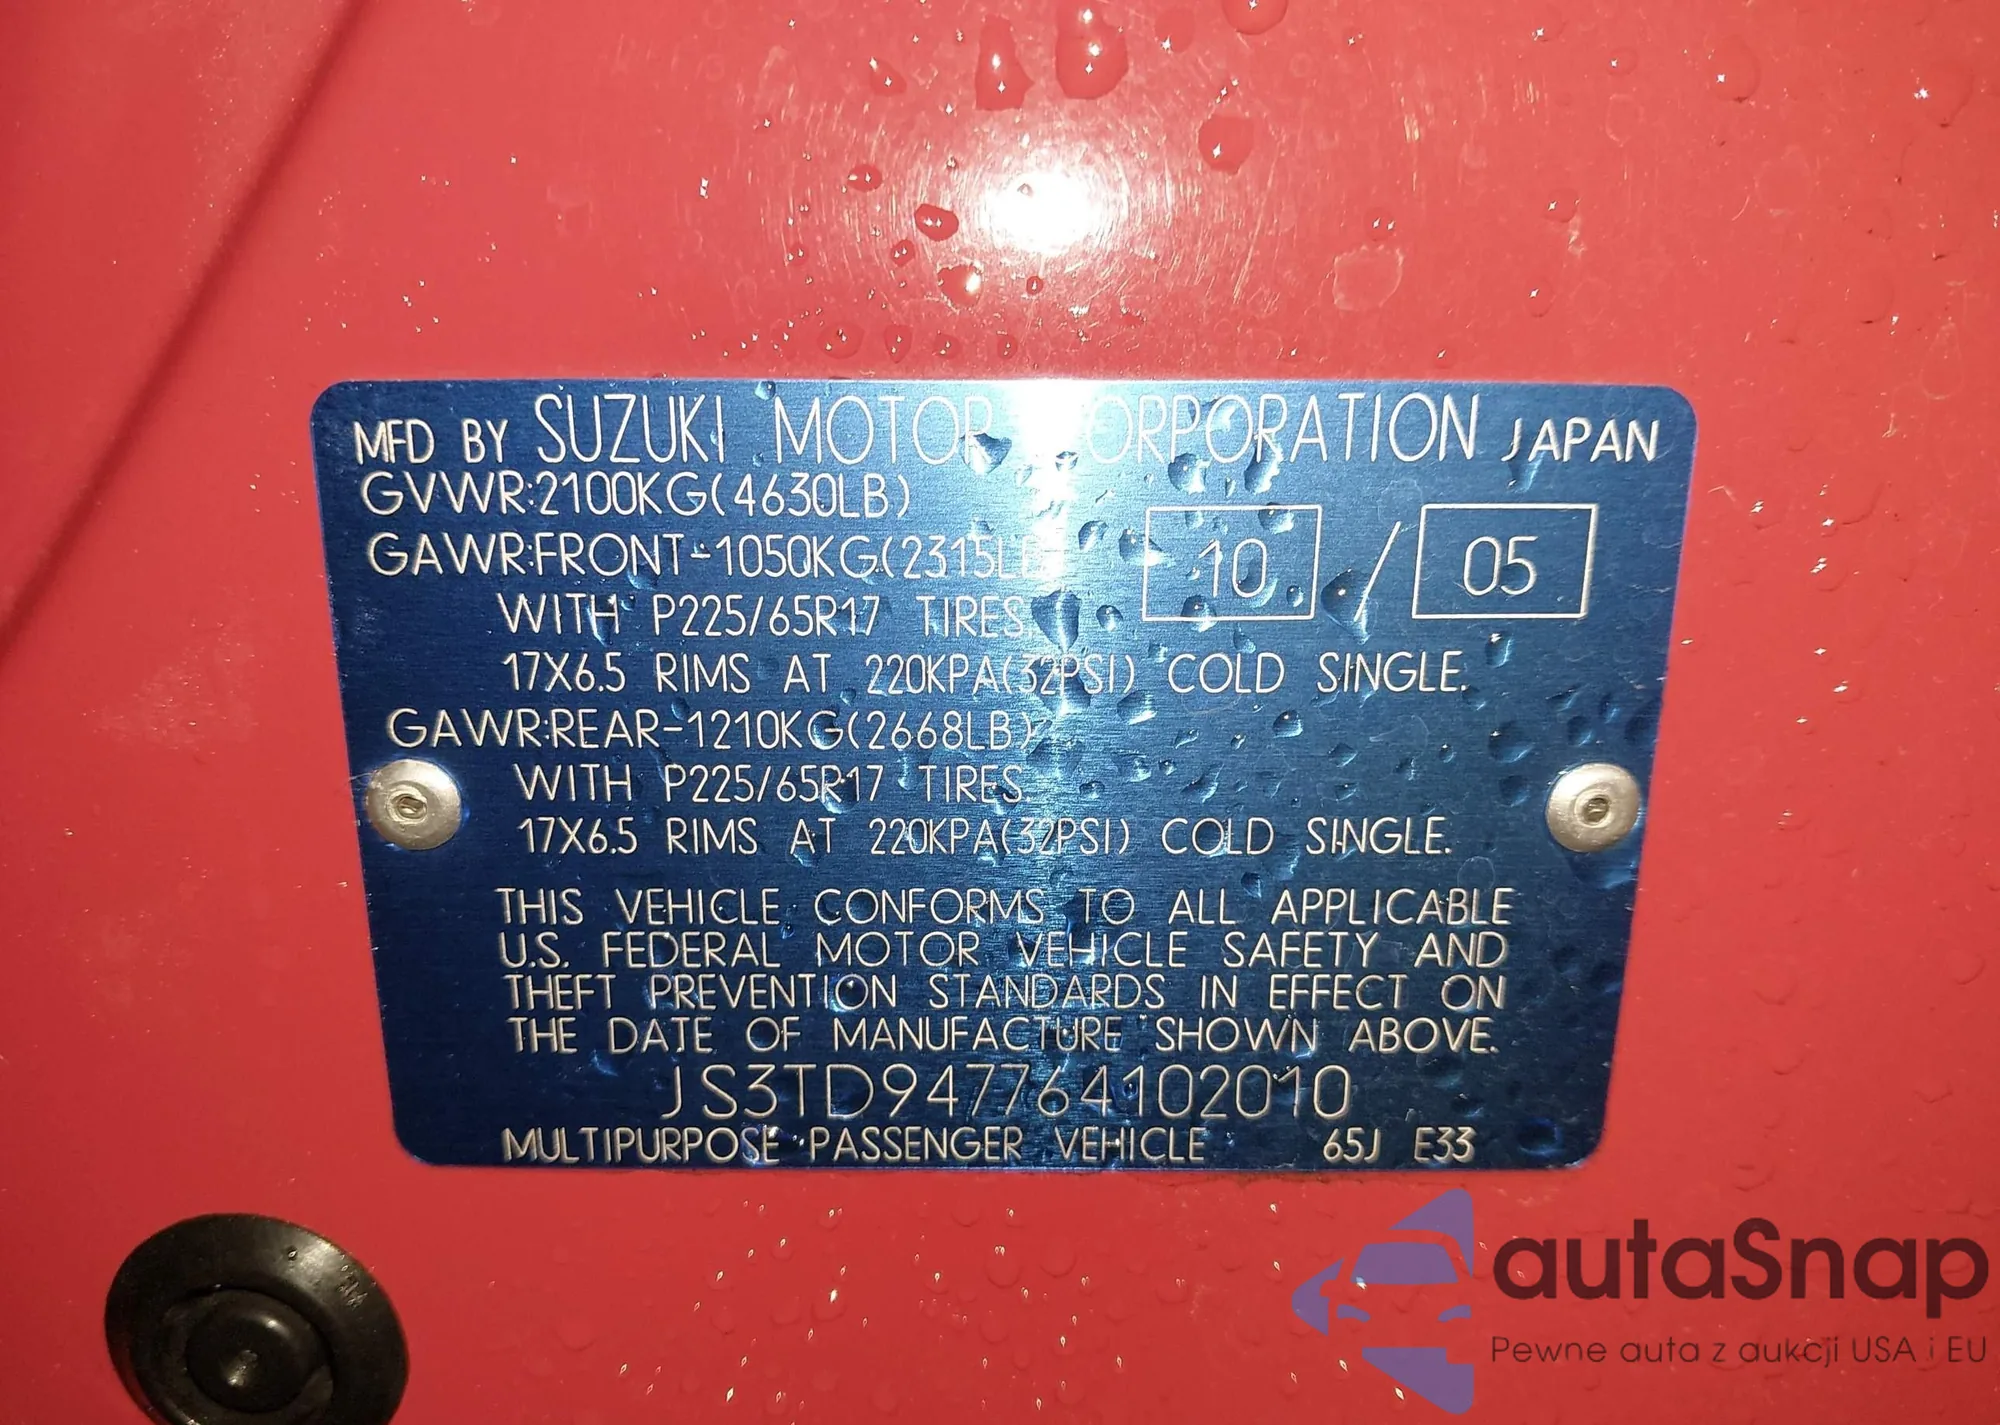 MFD BY SUZUKI MOTOR CORPORATION JAPAN
GVWR:2100KG(4630LB)
GAWR:FRONT-1050KG(2315LB)
10 / 05
WITH P225/65R17 TIRES,
17X6.5 RIMS AT 220KPA(32PSI) COLD SINGLE.
GAWR:REAR-1210KG(2668LB)
WITH P225/65R17 TIRES.
17X6.5 RIMS AT 220KPA(32PSI) COLD SINGLE.
THIS VEHICLE CONFORMS TO ALL APPLICABLE
U.S. FEDERAL MOTOR VEHICLE SAFETY AND
THEFT PREVENTION STANDARDS IN EFFECT ON
THE DATE OF MANUFACTURE SHOWN ABOVE.
JS3TD947764102010
MULTIPURPOSE PASSENGER VEHICLE 65J E33
autaSnap
Pewne auta z aukcji USA i EU